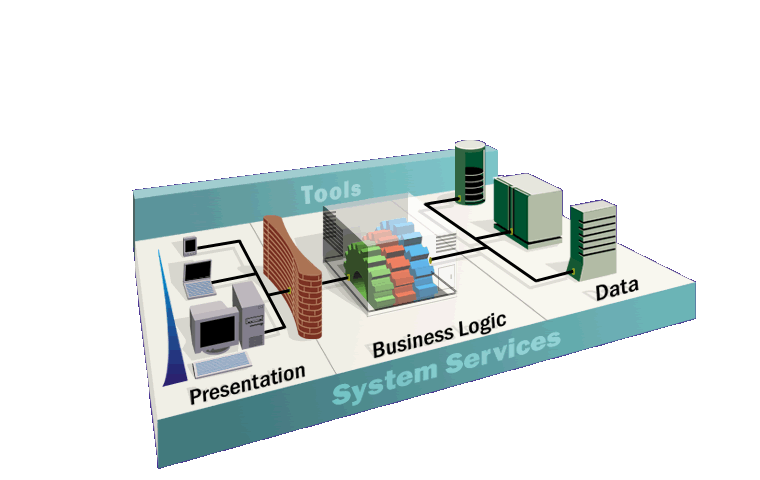 Tools
Data
Business Logic
Presentation
System Services